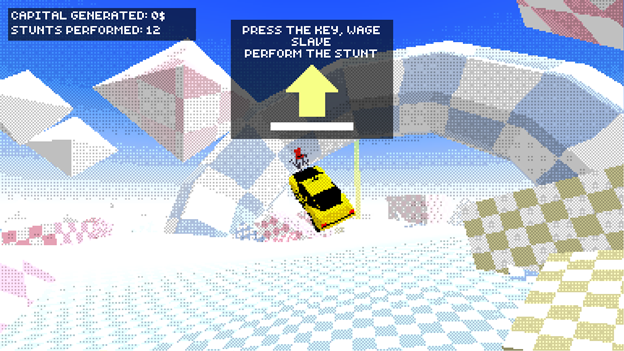 CAPITAL GENERATED: 0$
STUNTS PERFORMED: 12
PRESS THE KEY, WAGE
SLAVE
PERFORM THE STUNT